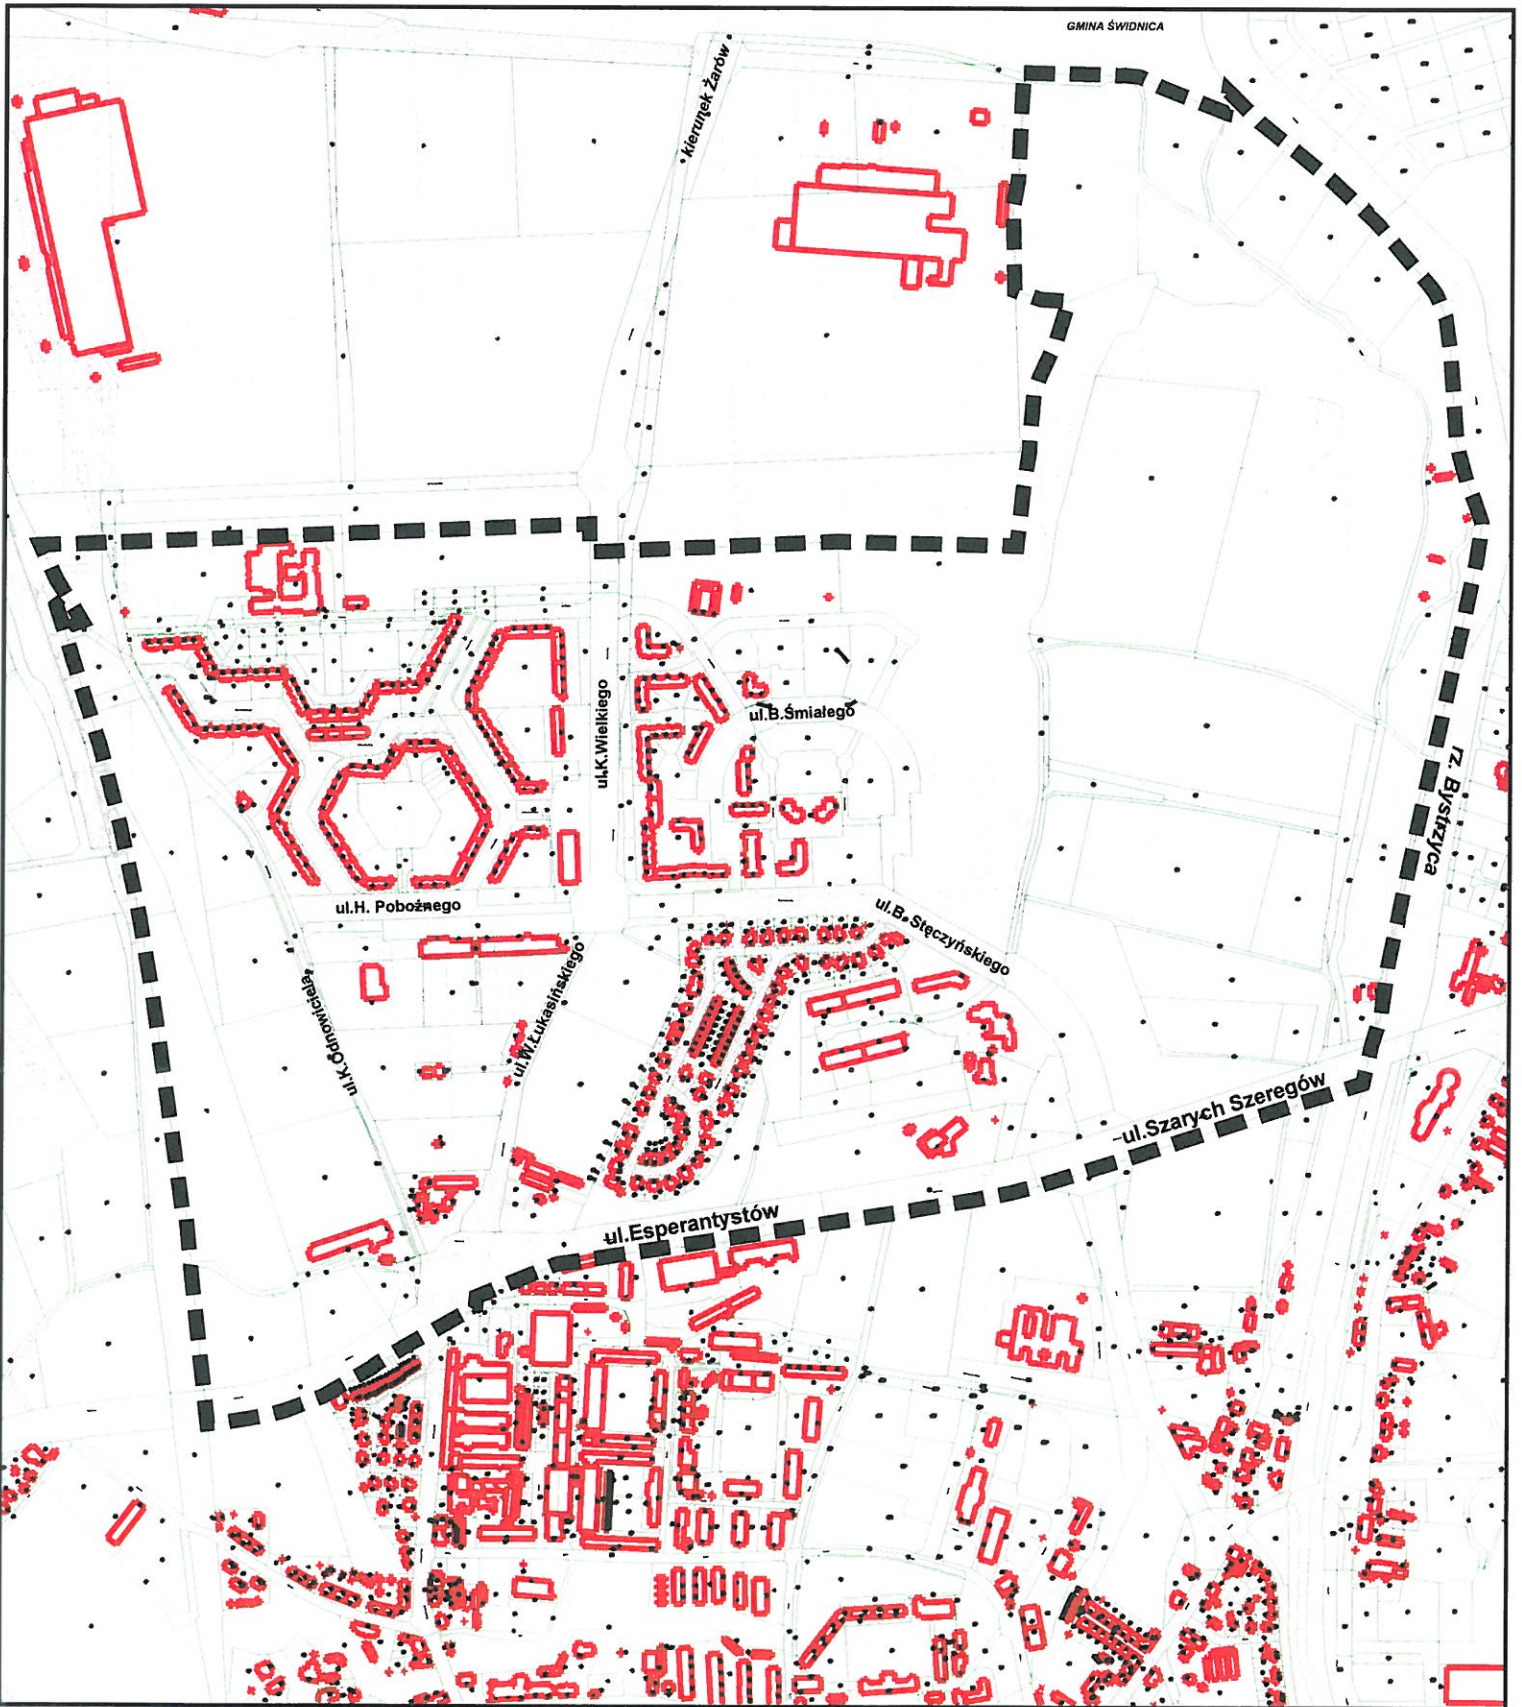 GMINA ŚWIDNICA
kierunek Żarów
ul.K.Wielkiego
ul.B.Śmiałego
rz. Bystrzyca
ul.H. Pobożnego
ul.B. Stęczyńskiego
ul.K.Odnowiciela
ul.W.Łukasińskiego
ul.Szarych Szeregów
ul.Esperantystów